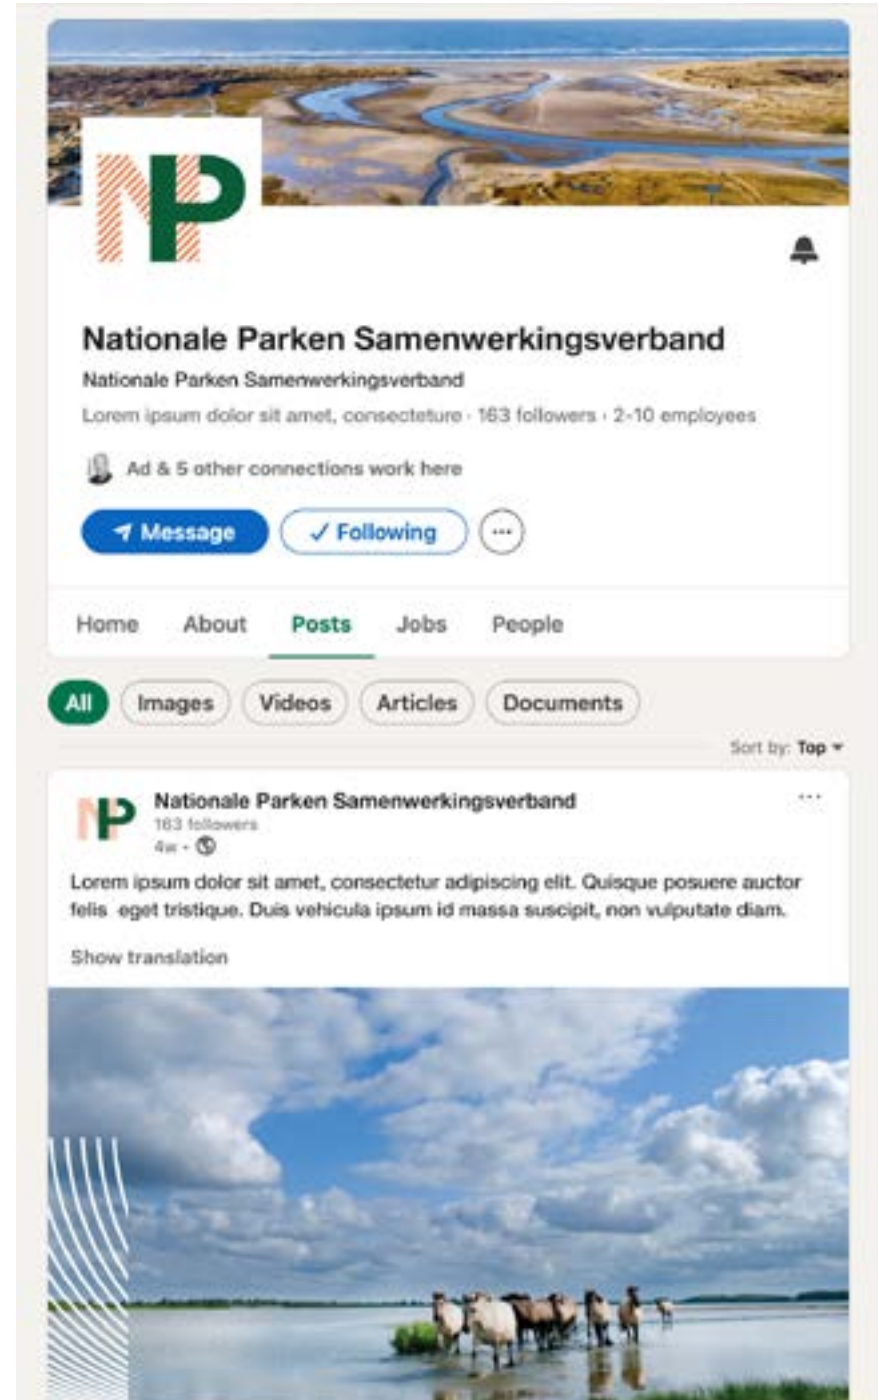 NP
Nationale Parken Samenwerkingsverband
Nationale Parken Samenwerkingsverband
Lorem ipsum dolor sit amet, consecteture · 163 followers · 2-10 employees
Ad & 5 other connections work here
Message Following ...
Home About Posts Jobs People
All Images Videos Articles Documents
Sort by: Top
NP Nationale Parken Samenwerkingsverband ...
163 followers
4w •
Lorem ipsum dolor sit amet, consectetur adipiscing elit. Quisque posuere auctor
felis eget tristique. Duis vehicula ipsum id massa suscipit, non vulputate diam.
Show translation